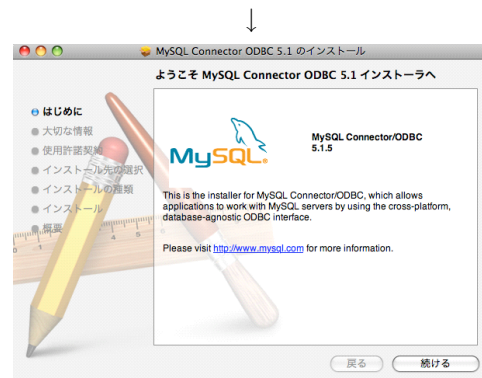 ↓
MySQL Connector ODBC 5.1 のインストール
ようこそ MySQL Connector ODBC 5.1 インストーラへ
はじめに
大切な情報
使用許諾契約
インストール先の選択
インストールの種類
インストール
概要
MySQL®
MySQL Connector/ODBC
5.1.5
This is the installer for MySQL Connector/ODBC, which allows
applications to work with MySQL servers by using the cross-platform,
database-agnostic ODBC interface.
Please visit http://www.mysql.com for more information.
0 1 4 5
戻る
続ける